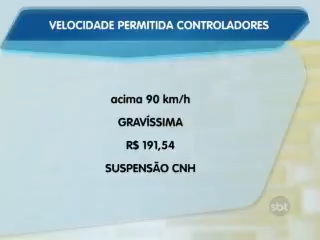 VELOCIDADE PERMITIDA CONTROLADORES
acima 90 km/h
GRAVÍSSIMA
R$ 191,54
SUSPENSÃO CNH
sbt